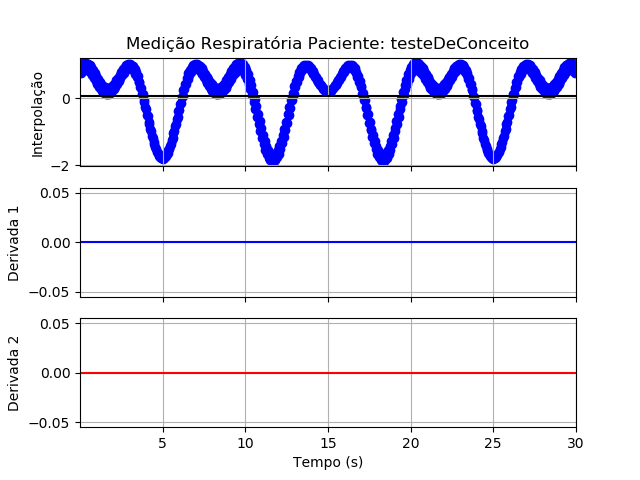 Medição Respiratória Paciente: testeDeConceito
Interpolação
0
−2
Derivada 1
0.05
0.00
−0.05
Derivada 2
0.05
0.00
−0.05
5
10
15
20
25
30
Tempo (s)